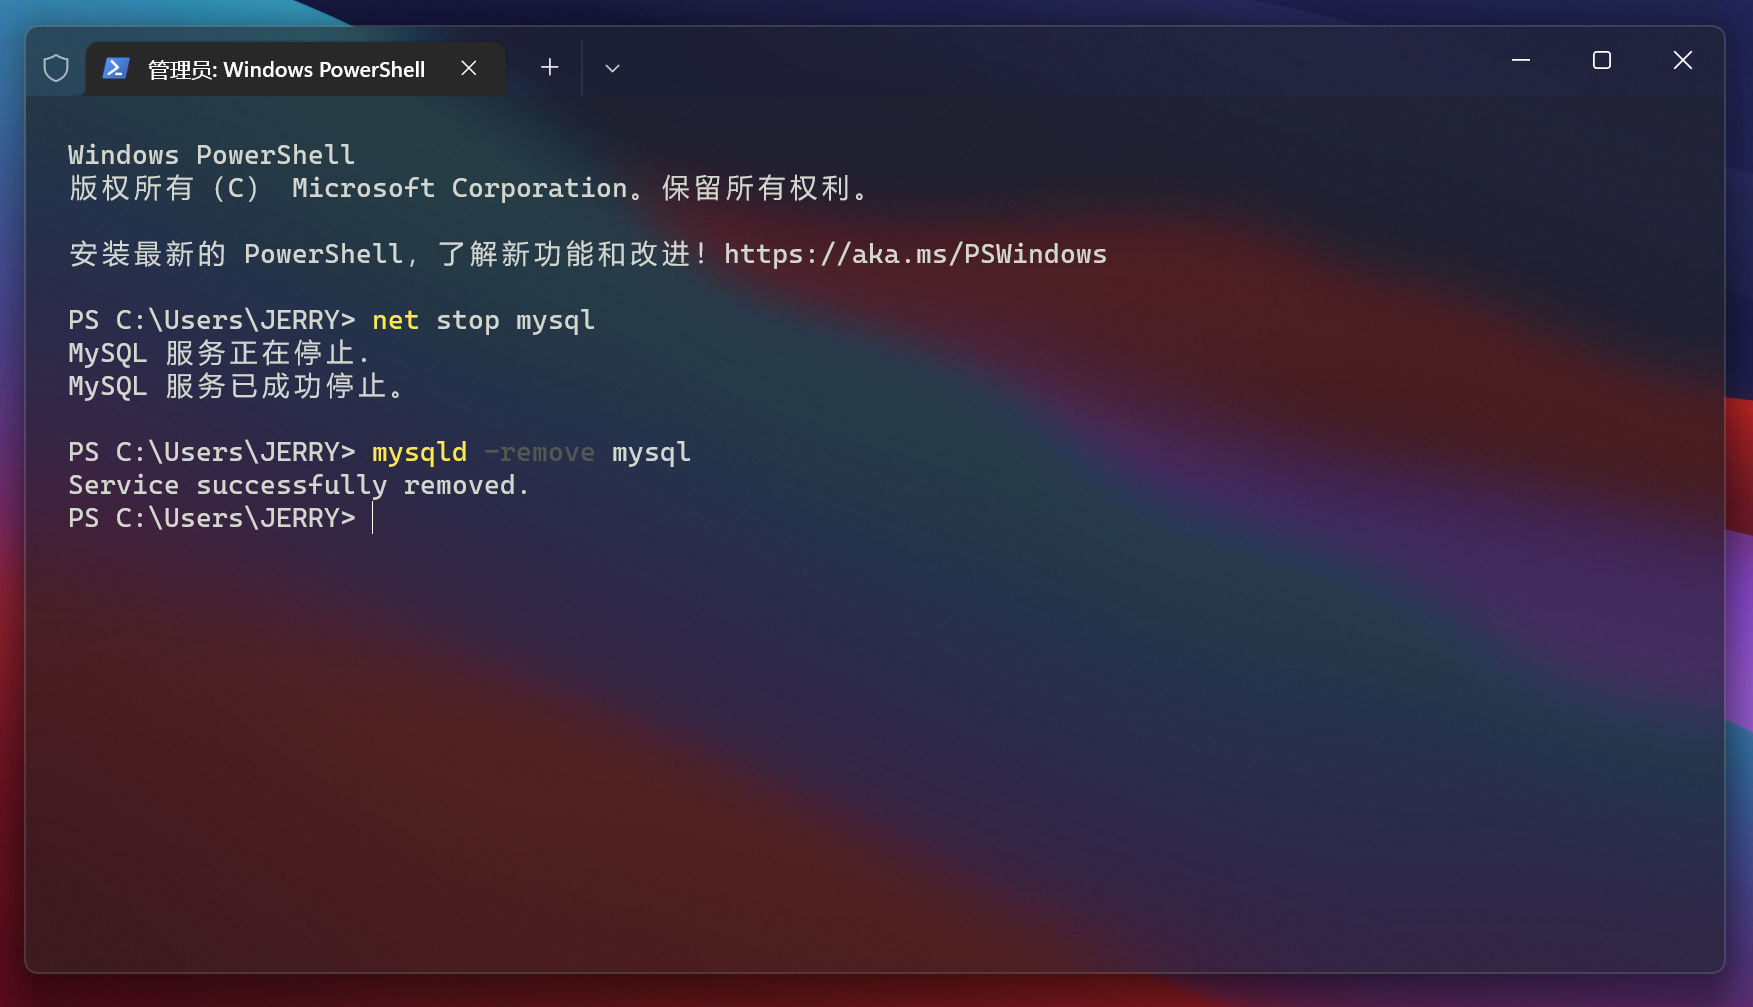 管理员: Windows PowerShell
Windows PowerShell
版权所有 (C) Microsoft Corporation。保留所有权利。
安装最新的 PowerShell，了解新功能和改进！https://aka.ms/PSWindows
PS C:\Users\JERRY> net stop mysql
MySQL 服务正在停止.
MySQL 服务已成功停止。
PS C:\Users\JERRY> mysqld -remove mysql
Service successfully removed.
PS C:\Users\JERRY>